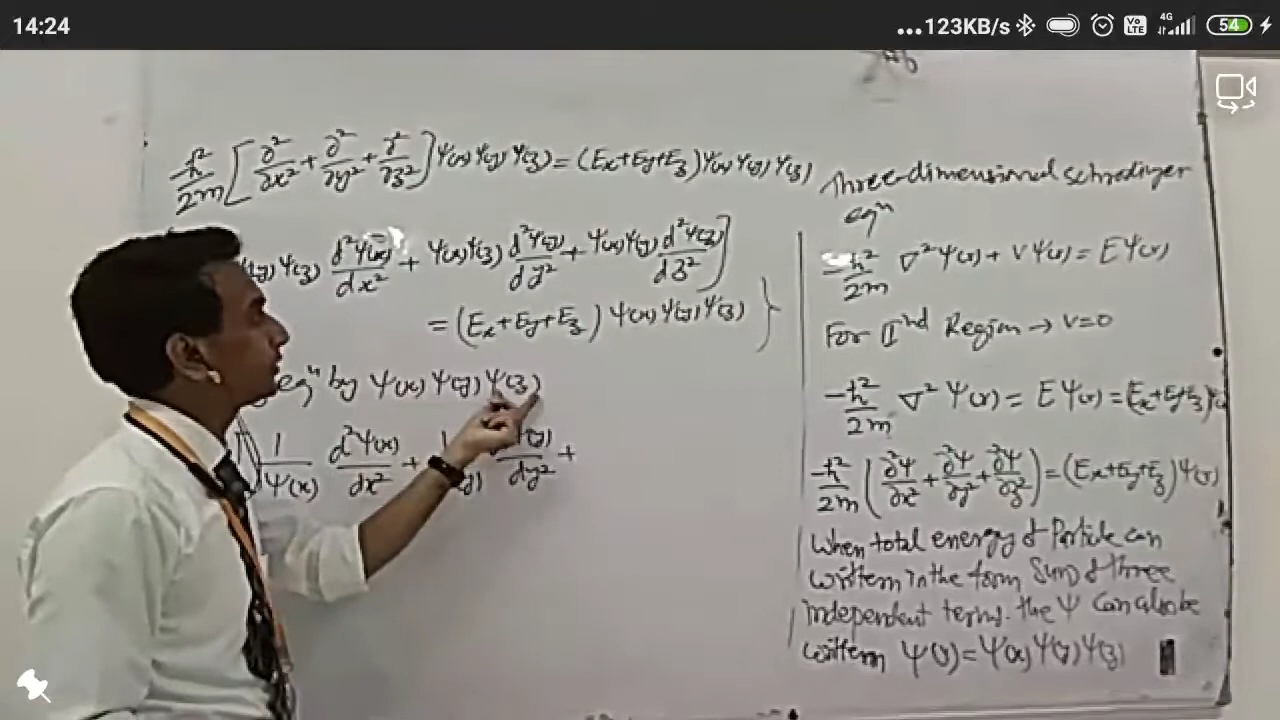 14:24 ...123KB/s 4G Vo LTE 54
-ħ²/2m [∂²/∂x² + ∂²/∂y² + ∂²/∂z²] Ψ(x) Ψ(y) Ψ(z) = (Ex+Ey+Ez) Ψ(x) Ψ(y) Ψ(z)
Ψ(y) Ψ(z) d²Ψ(x)/dx² + Ψ(x) Ψ(z) d²Ψ(y)/dy² + Ψ(x) Ψ(y) d²Ψ(z)/dz² ]
= (Ex+Ey+Ez) Ψ(x) Ψ(y) Ψ(z) }
eqⁿ by Ψ(x) Ψ(y) Ψ(z)
1/Ψ(x) d²Ψ(x)/dx² + dy² +
Three-dimensional schrodinger
eqⁿ
-ħ²/2m ∇²Ψ(r) + VΨ(r) = EΨ(r)
For IInd Region → V=0
-ħ²/2m ∇² Ψ(r) = E Ψ(r) = (Ex+Ey+Ez)
-ħ²/2m (∂²Ψ/∂x² + ∂²Ψ/∂y² + ∂²Ψ/∂z²) = (Ex+Ey+Ez) Ψ(r)
When total energy of Particle can
written in the form Sum of three
independent terms. the Ψ can also be
written Ψ(r) = Ψ(x) Ψ(y) Ψ(z)